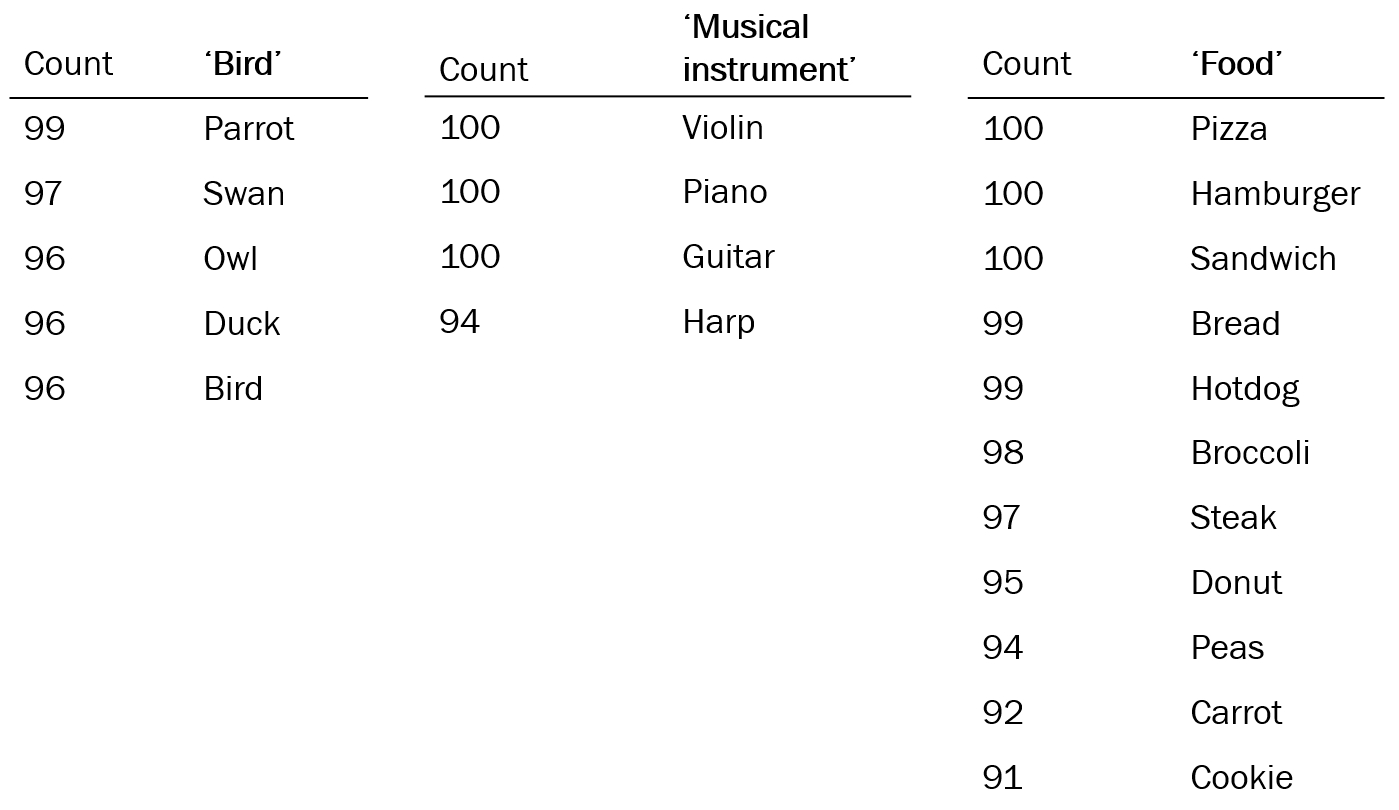 Count ‘Bird’
99 Parrot
97 Swan
96 Owl
96 Duck
96 Bird
Count ‘Musical
instrument’
100 Violin
100 Piano
100 Guitar
94 Harp
Count ‘Food’
100 Pizza
100 Hamburger
100 Sandwich
99 Bread
99 Hotdog
98 Broccoli
97 Steak
95 Donut
94 Peas
92 Carrot
91 Cookie